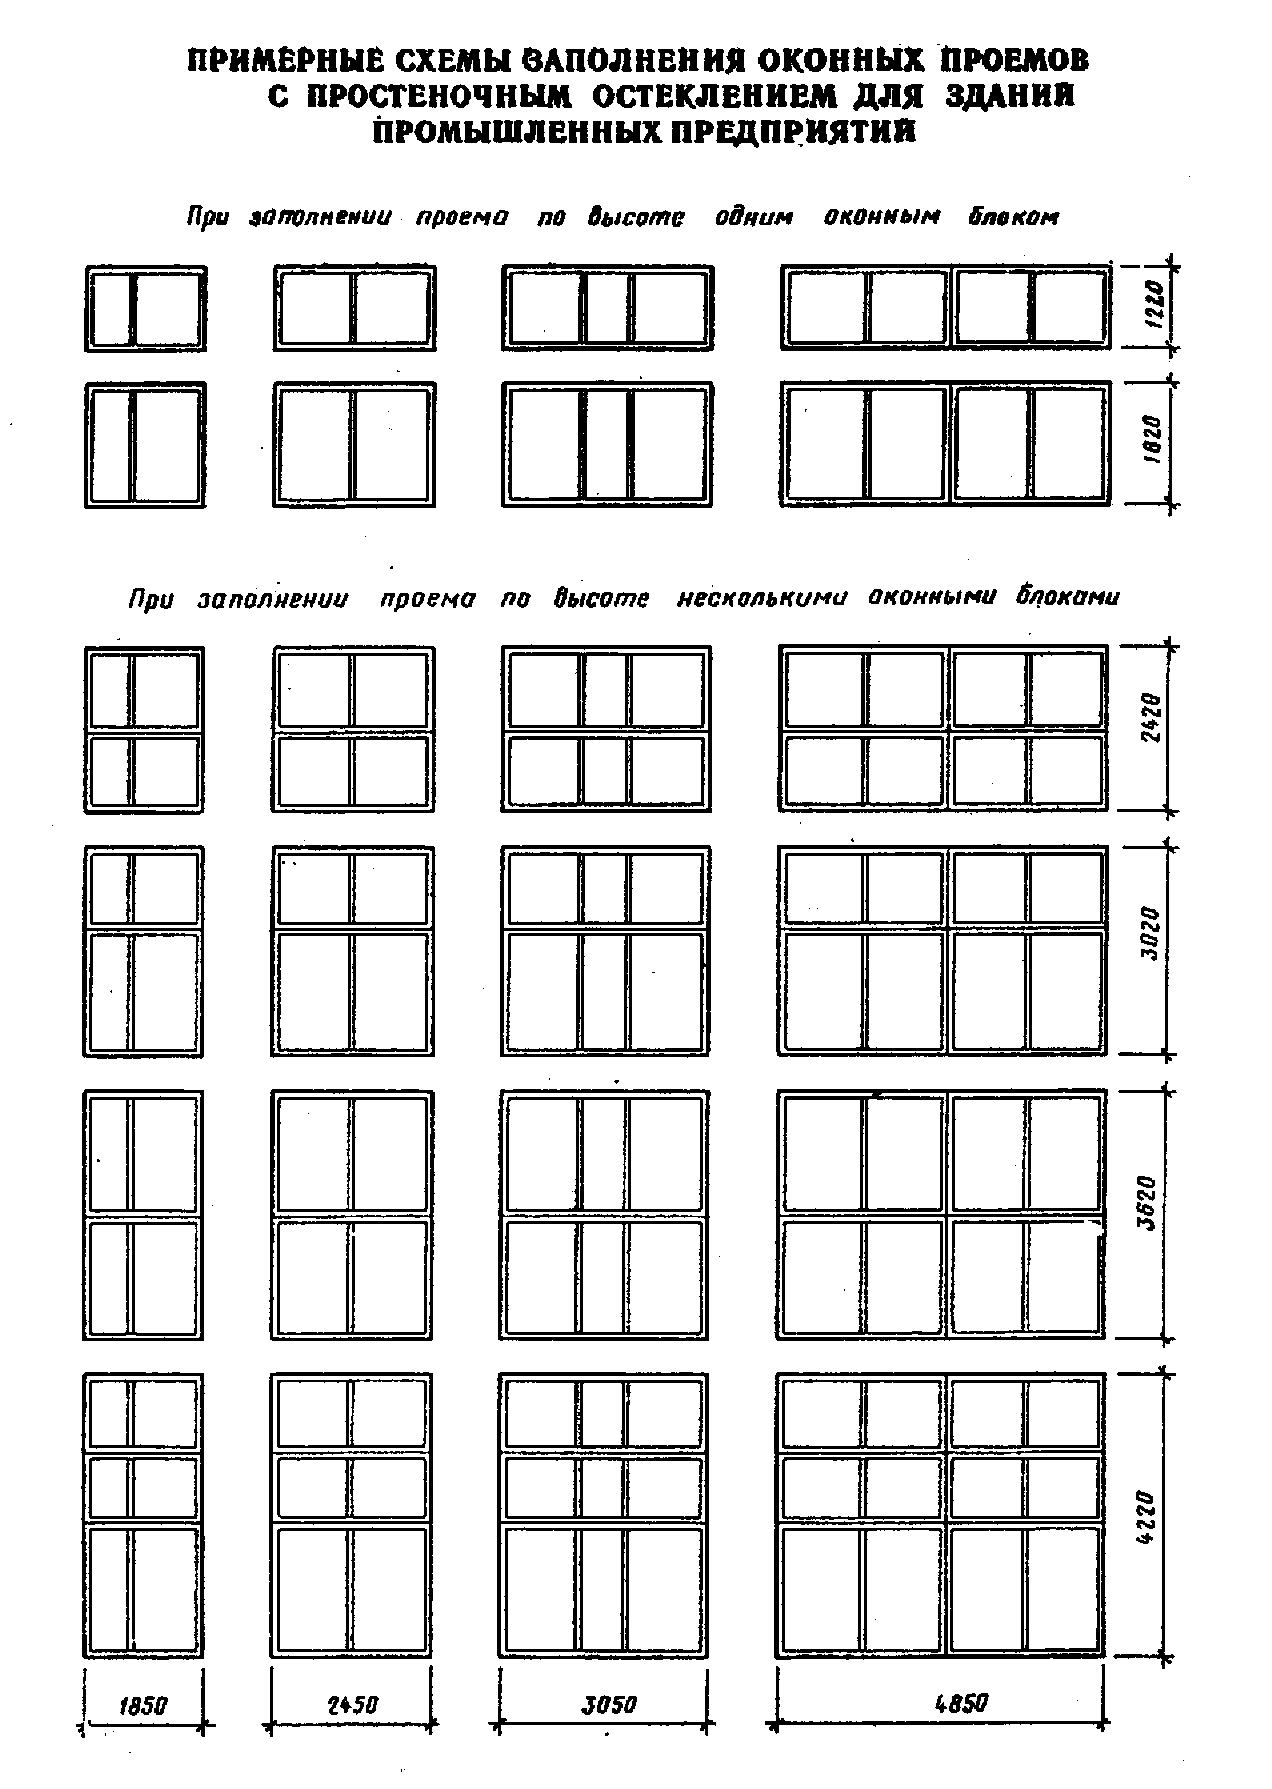 ПРИМЕРНЫЕ СХЕМЫ ЗАПОЛНЕНИЯ ОКОННЫХ ПРОЕМОВ
С ПРОСТЕНОЧНЫМ ОСТЕКЛЕНИЕМ ДЛЯ ЗДАНИЙ
ПРОМЫШЛЕННЫХ ПРЕДПРИЯТИЙ
При заполнении проема по высоте одним оконным блоком
1220
1820
При заполнении проема по высоте несколькими оконными блоками
2420
3020
3620
4220
1850 2450 3050 4850